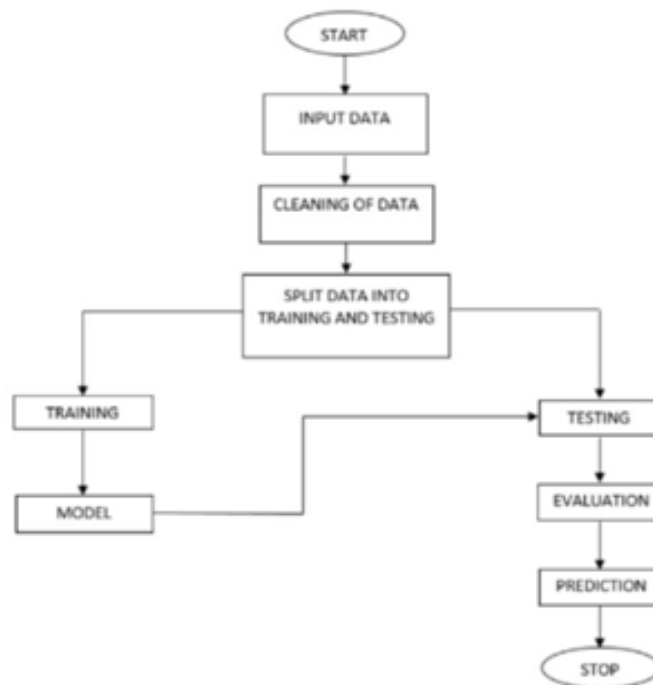 START
INPUT DATA
CLEANING OF DATA
SPLIT DATA INTO
TRAINING AND TESTING
TRAINING
TESTING
MODEL
EVALUATION
PREDICTION
STOP